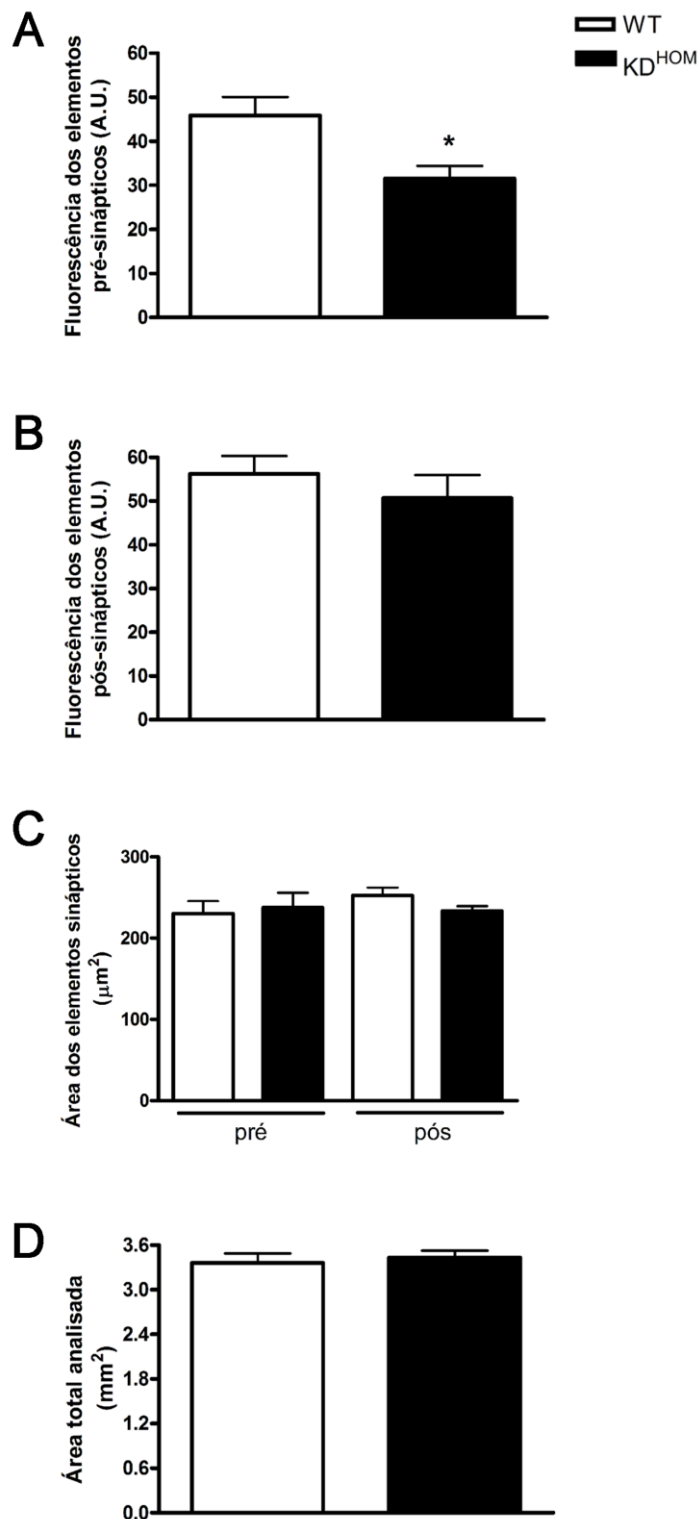 WT
KD^HOM
A
Fluorescência dos elementos
pré-sinápticos (A.U.)
60
50
40
30
20
10
0
*
B
Fluorescência dos elementos
pós-sinápticos (A.U.)
60
50
40
30
20
10
0
C
Área dos elementos sinápticos
(μm²)
300
200
100
0
pré
pós
D
Área total analisada
(mm²)
3.6
3.0
2.4
1.8
1.2
0.6
0.0